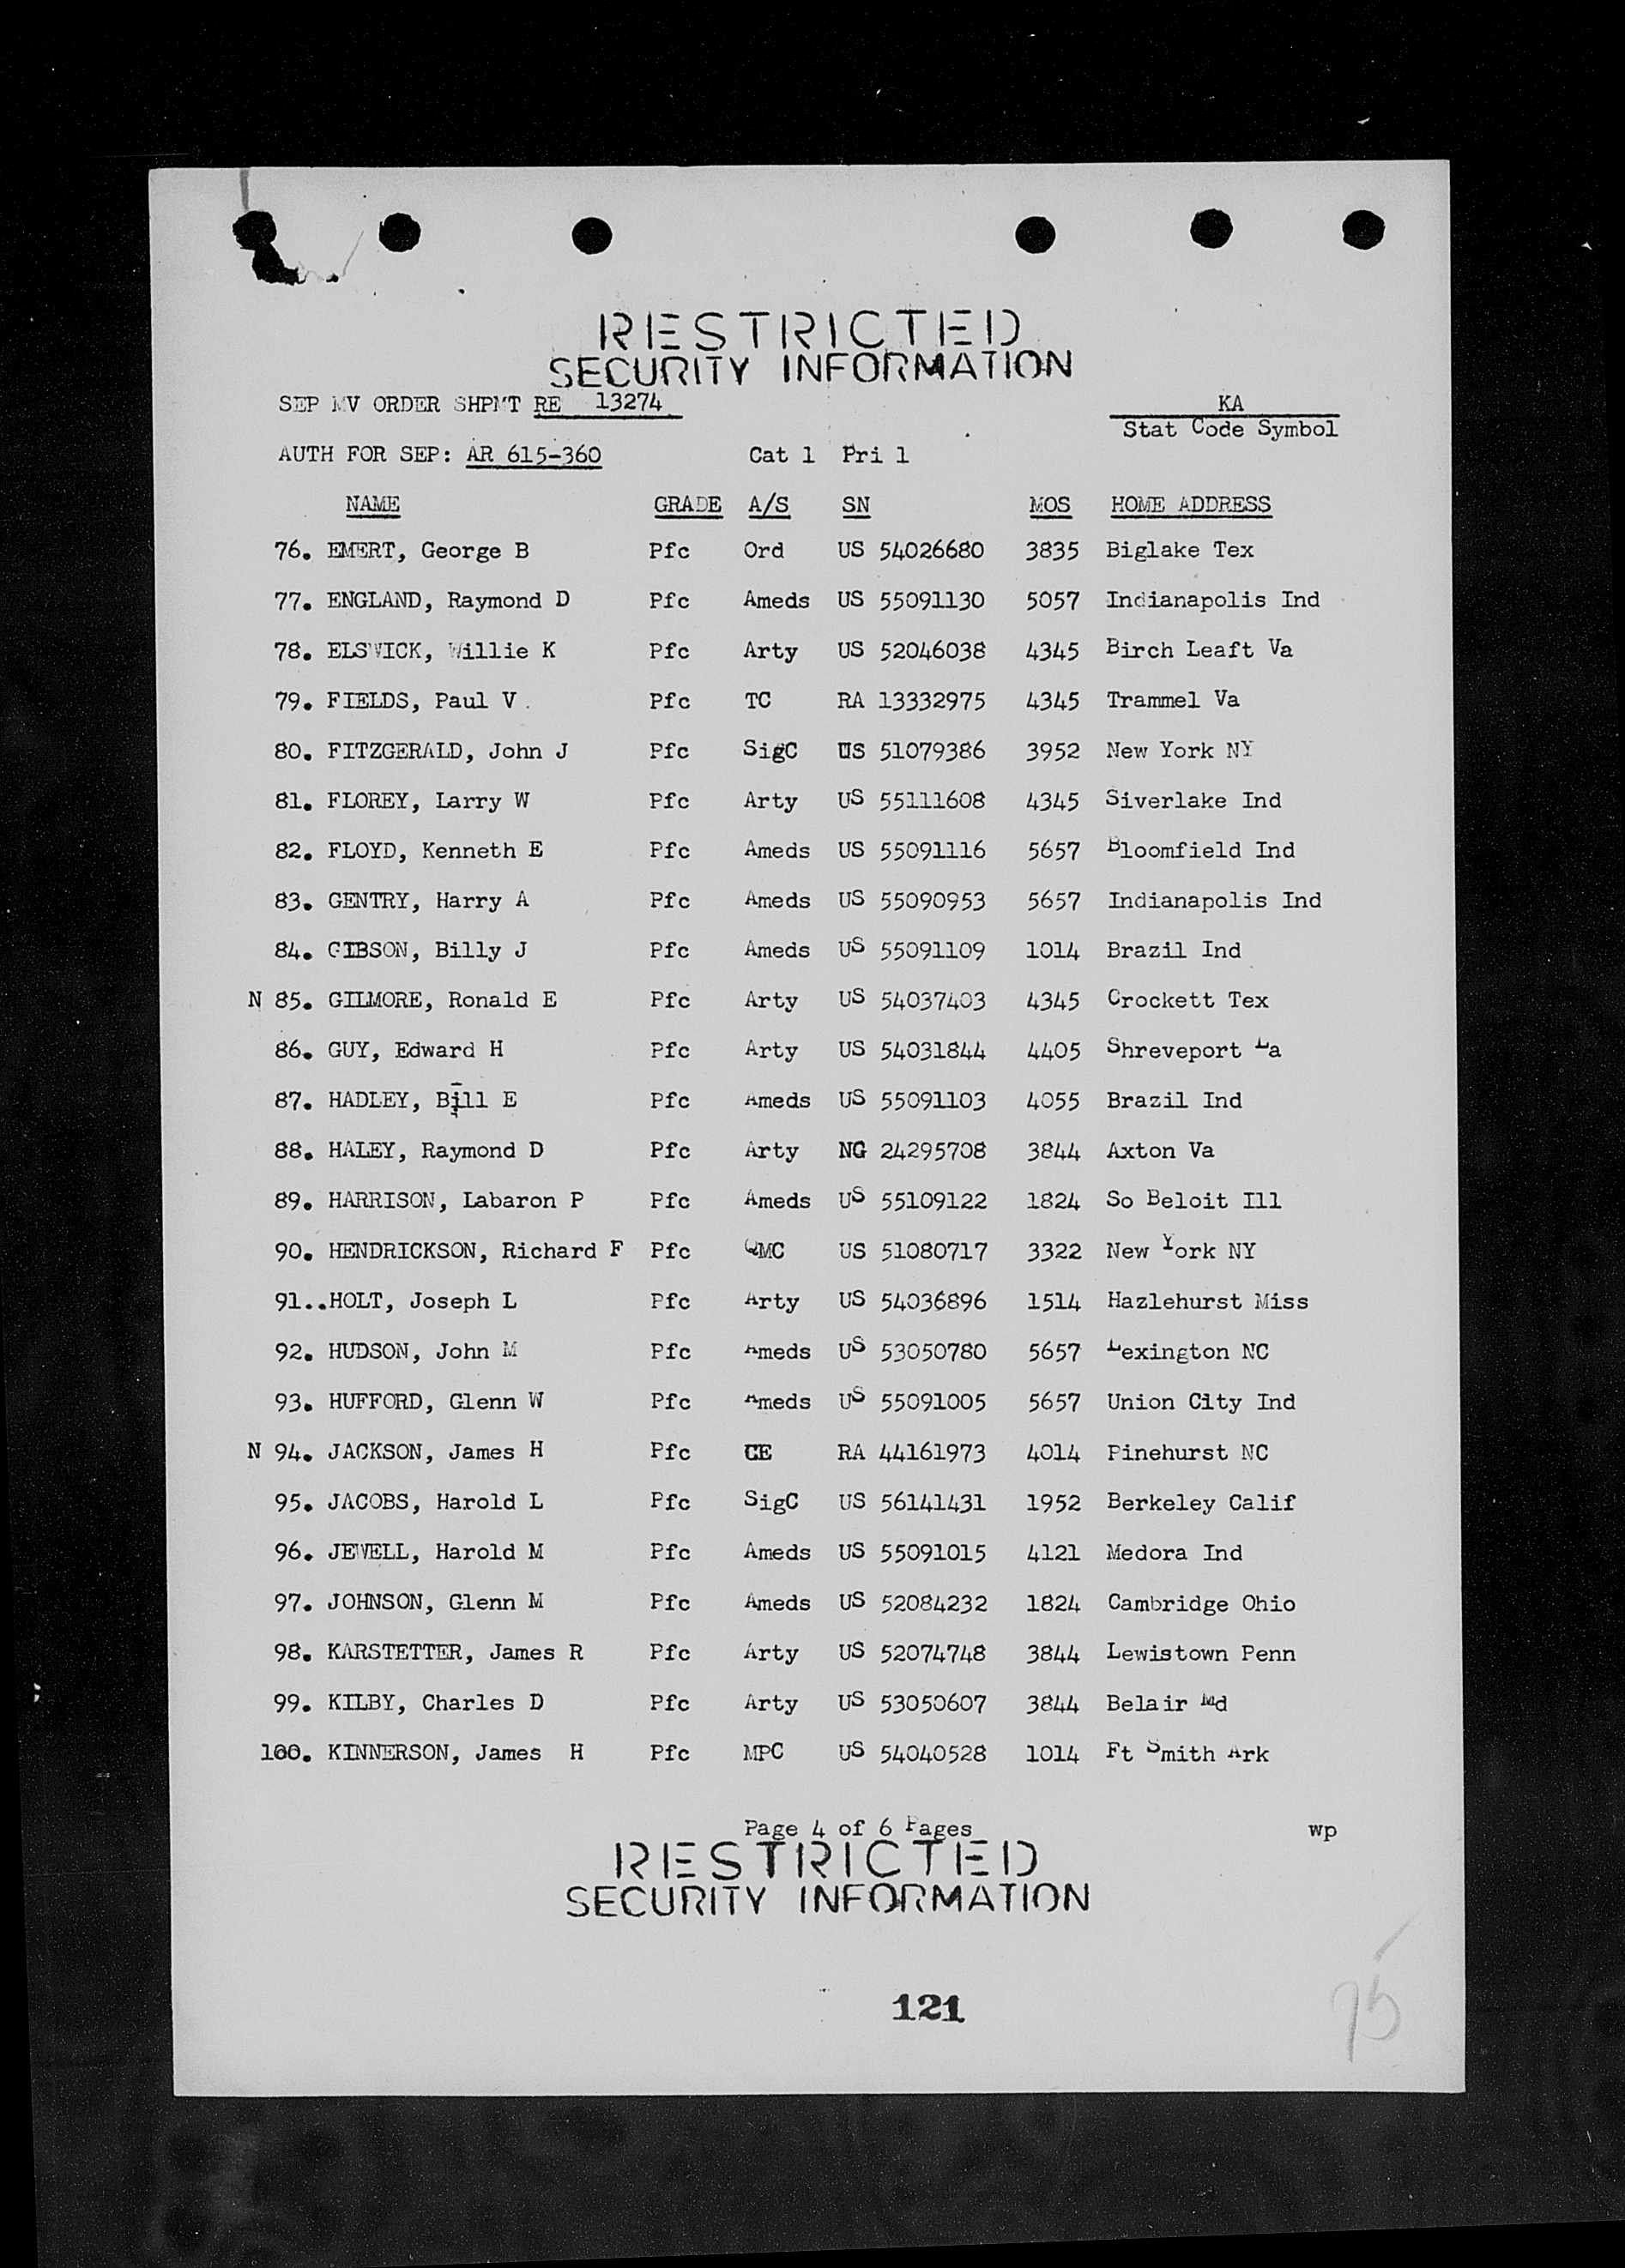 RESTRICTED
SECURITY INFORMATION
SEP MV ORDER SHPMT RE 13274 KA
Stat Code Symbol
AUTH FOR SEP: AR 615-360 Cat 1 Pri 1
NAME GRADE A/S SN MOS HOME ADDRESS
76. EMERT, George B Pfc Ord US 54026680 3835 Biglake Tex
77. ENGLAND, Raymond D Pfc Ameds US 55091130 5057 Indianapolis Ind
78. ELSWICK, Willie K Pfc Arty US 52046038 4345 Birch Leaft Va
79. FIELDS, Paul V. Pfc TC RA 13332975 4345 Trammel Va
80. FITZGERALD, John J Pfc SigC US 51079386 3952 New York NY
81. FLOREY, Larry W Pfc Arty US 55111608 4345 Siverlake Ind
82. FLOYD, Kenneth E Pfc Ameds US 55091116 5657 Bloomfield Ind
83. GENTRY, Harry A Pfc Ameds US 55090953 5657 Indianapolis Ind
84. GIBSON, Billy J Pfc Ameds US 55091109 1014 Brazil Ind
N 85. GILMORE, Ronald E Pfc Arty US 54037403 4345 Crockett Tex
86. GUY, Edward H Pfc Arty US 54031844 4405 Shreveport La
87. HADLEY, Bill E Pfc Ameds US 55091103 4055 Brazil Ind
88. HALEY, Raymond D Pfc Arty NG 24295708 3844 Axton Va
89. HARRISON, Labaron P Pfc Ameds US 55109122 1824 So Beloit Ill
90. HENDRICKSON, Richard F Pfc QMC US 51080717 3322 New York NY
91..HOLT, Joseph L Pfc Arty US 54036896 1514 Hazlehurst Miss
92. HUDSON, John M Pfc Ameds US 53050780 5657 Lexington NC
93. HUFFORD, Glenn W Pfc Ameds US 55091005 5657 Union City Ind
N 94. JACKSON, James H Pfc CE RA 44161973 4014 Pinehurst NC
95. JACOBS, Harold L Pfc SigC US 56141431 1952 Berkeley Calif
96. JEWELL, Harold M Pfc Ameds US 55091015 4121 Medora Ind
97. JOHNSON, Glenn M Pfc Ameds US 52084232 1824 Cambridge Ohio
98. KARSTETTER, James R Pfc Arty US 52074748 3844 Lewistown Penn
99. KILBY, Charles D Pfc Arty US 53050607 3844 Belair Md
100. KINNERSON, James H Pfc MPC US 54040528 1014 Ft Smith Ark
Page 4 of 6 Pages wp
RESTRICTED
SECURITY INFORMATION
121
75